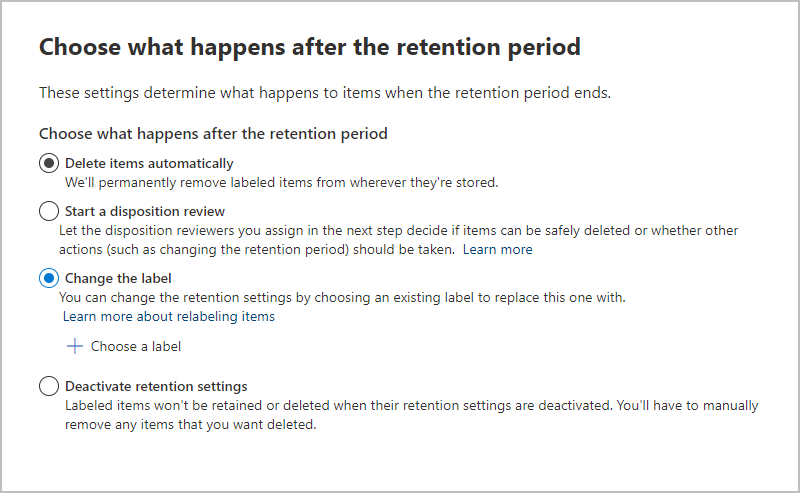 Choose what happens after the retention period
These settings determine what happens to items when the retention period ends.
Choose what happens after the retention period
Delete items automatically
We'll permanently remove labeled items from wherever they're stored.
Start a disposition review
Let the disposition reviewers you assign in the next step decide if items can be safely deleted or whether other
actions (such as changing the retention period) should be taken. Learn more
Change the label
You can change the retention settings by choosing an existing label to replace this one with.
Learn more about relabeling items
Choose a label
Deactivate retention settings
Labeled items won't be retained or deleted when their retention settings are deactivated. You'll have to manually
remove any items that you want deleted.